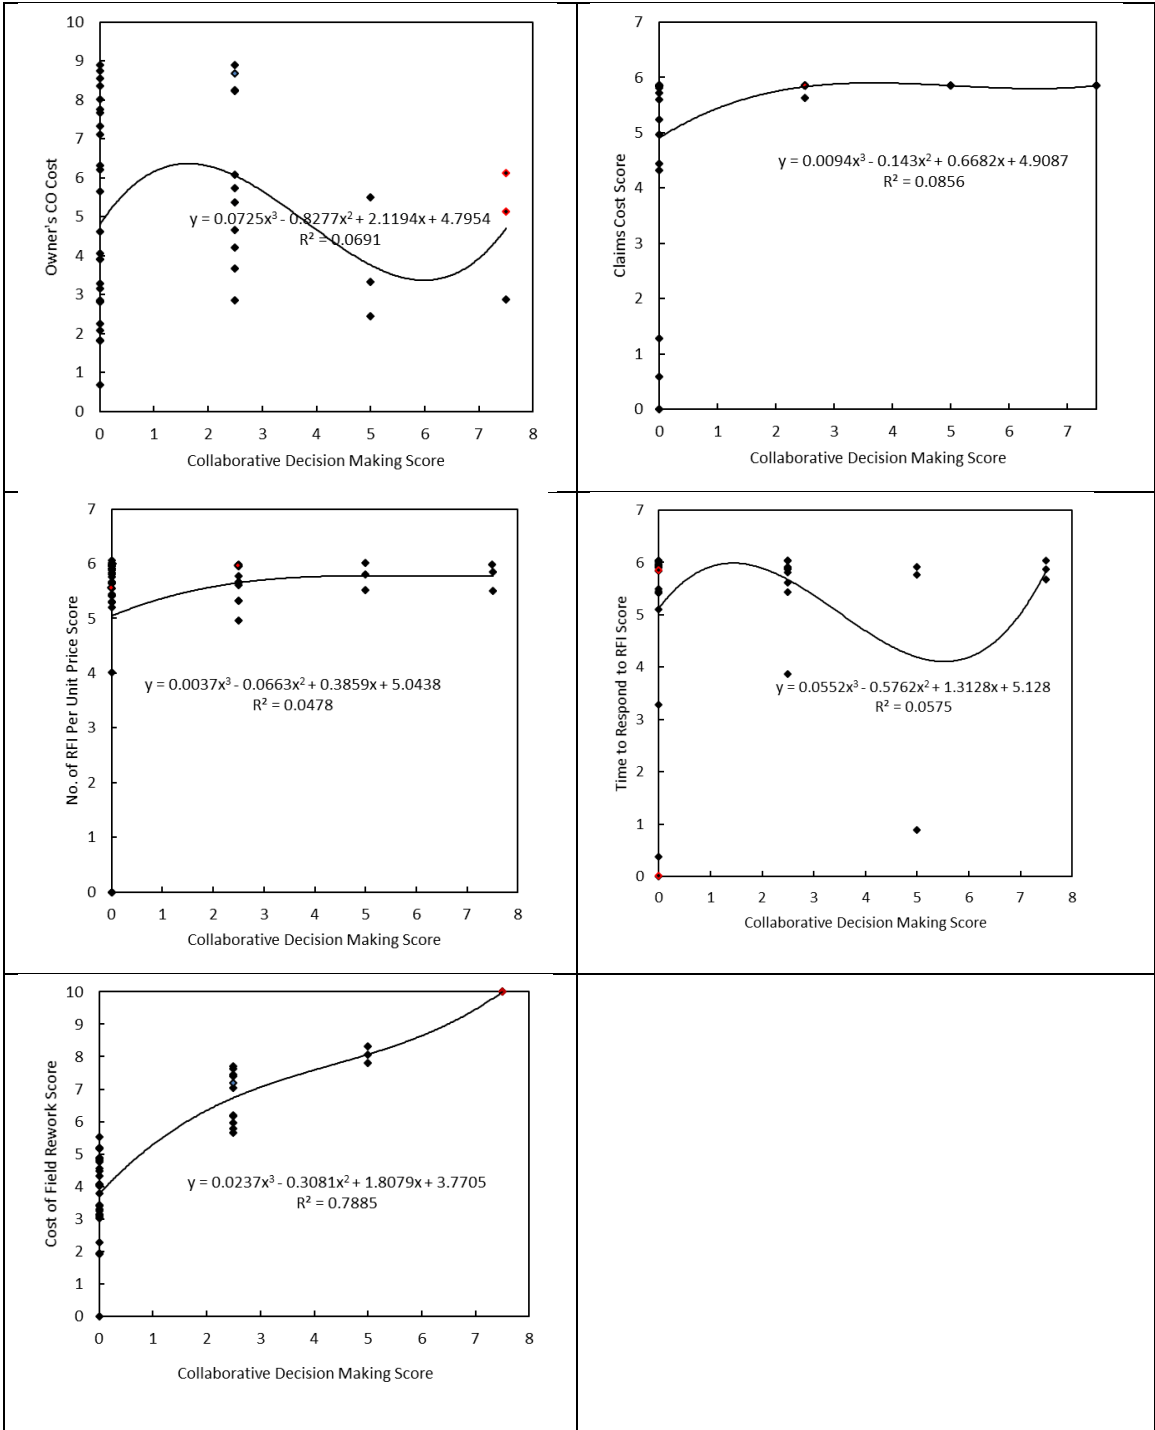 10
9
8
7
6
5
4
3
2
1
0
Owner's CO Cost
y = 0.0725x³ - 0.8277x² + 2.1194x + 4.7954
R² = 0.0691
0 1 2 3 4 5 6 7 8
Collaborative Decision Making Score
7
6
5
4
3
2
1
0
Claims Cost Score
y = 0.0094x³ - 0.143x² + 0.6682x + 4.9087
R² = 0.0856
0 1 2 3 4 5 6 7
Collaborative Decision Making Score
7
6
5
4
3
2
1
0
No. of RFI Per Unit Price Score
y = 0.0037x³ - 0.0663x² + 0.3859x + 5.0438
R² = 0.0478
0 1 2 3 4 5 6 7 8
Collaborative Decision Making Score
7
6
5
4
3
2
1
0
Time to Respond to RFI Score
y = 0.0552x³ - 0.5762x² + 1.3128x + 5.128
R² = 0.0575
0 1 2 3 4 5 6 7 8
Collaborative Decision Making Score
10
9
8
7
6
5
4
3
2
1
0
Cost of Field Rework Score
y = 0.0237x³ - 0.3081x² + 1.8079x + 3.7705
R² = 0.7885
0 1 2 3 4 5 6 7 8
Collaborative Decision Making Score